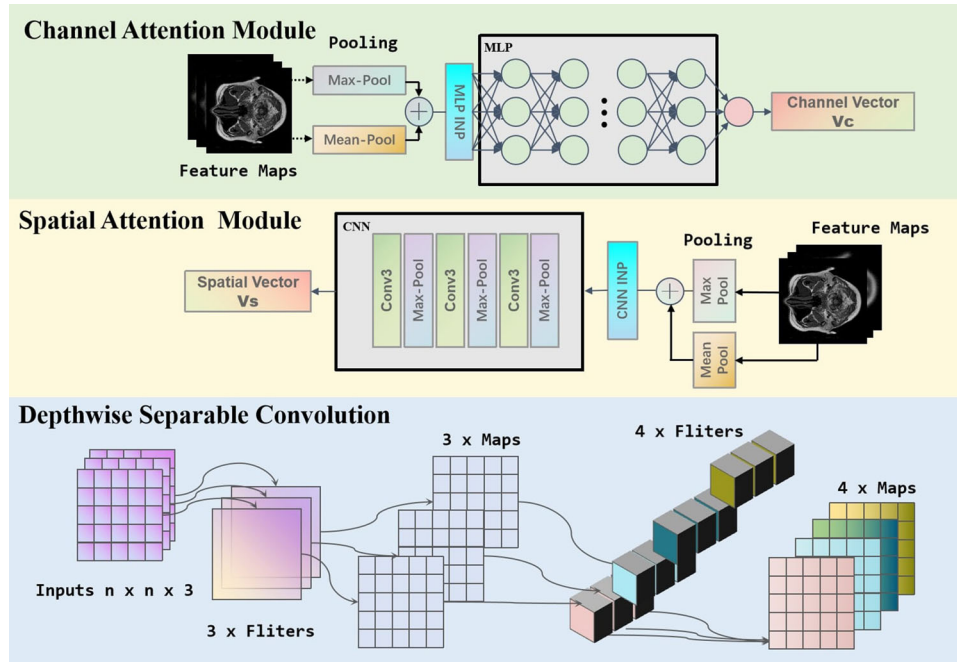 Channel Attention Module
Pooling
Max-Pool
Mean-Pool
Feature Maps
MLP INP
MLP
Channel Vector
Vc
Spatial Attention Module
CNN
Spatial Vector
Vs
Conv3
Max-Pool
Conv3
Max-Pool
Conv3
Max-Pool
CNN INP
Pooling
Max
Pool
Mean
Pool
Feature Maps
Depthwise Separable Convolution
Inputs n x n x 3
3 x Fliters
3 x Maps
4 x Fliters
4 x Maps